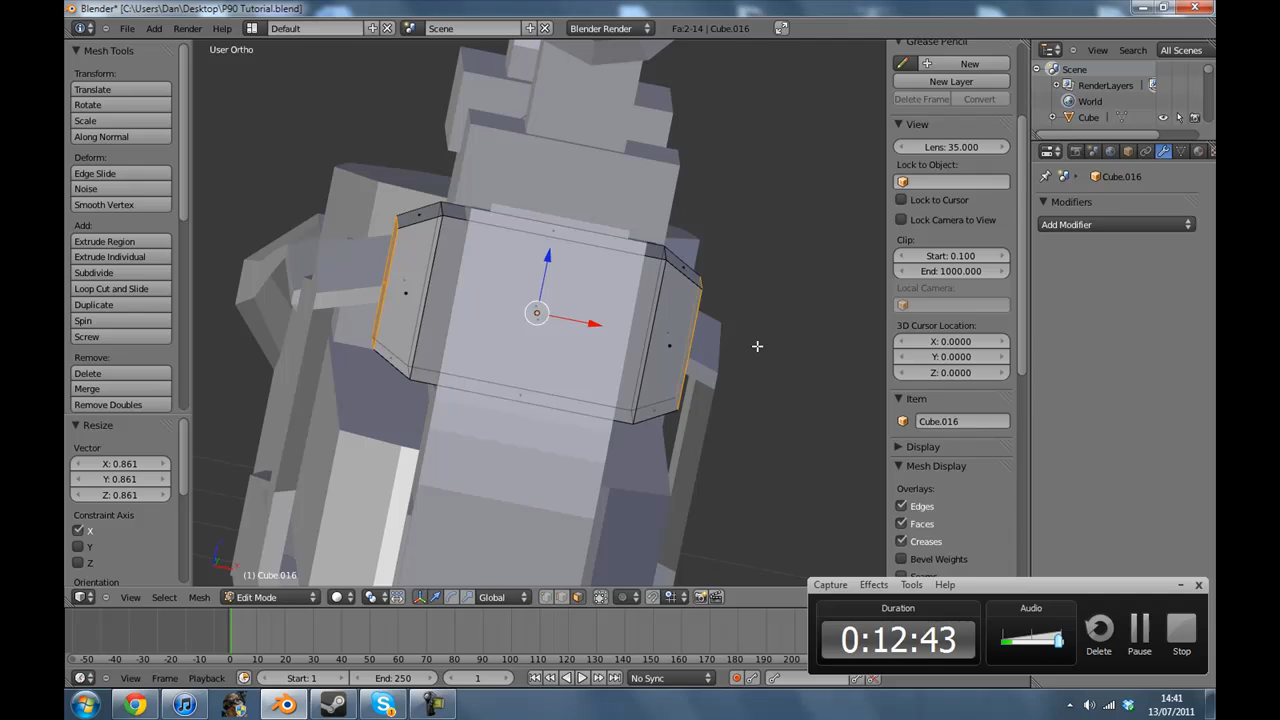 Blender* [C:\Users\Dan\Desktop\P90 Tutorial.blend]
File Add Render Help Default Scene Blender Render Fa:2-14 | Cube.016 View Search All Scenes
Mesh Tools
Transform:
Translate
Rotate
Scale
Along Normal
Deform:
Edge Slide
Noise
Smooth Vertex
Add:
Extrude Region
Extrude Individual
Subdivide
Loop Cut and Slide
Duplicate
Spin
Screw
Remove:
Delete
Merge
Remove Doubles
Resize
Vector
X: 0.861
Y: 0.861
Z: 0.861
Constraint Axis
X
Y
Z
Orientation
User Ortho
(1) Cube.016
Grease Pencil
New
New Layer
Delete Frame Convert
View
Lens: 35.000
Lock to Object:
Lock to Cursor
Lock Camera to View
Clip:
Start: 0.100
End: 1000.000
Local Camera:
3D Cursor Location:
X: 0.0000
Y: 0.0000
Z: 0.0000
Item
Cube.016
Display
Mesh Display
Overlays:
Edges
Faces
Creases
Bevel Weights
Scene
RenderLayers
World
Cube
Cube.016
Modifiers
Add Modifier
View Select Mesh Edit Mode Global
-50 -40 -30 -20 -10 0 10 20 30 40 50 60 70 80 90 100 110 120 130 140 150 160 170 180 190 200
View Frame Playback Start: 1 End: 250 1 No Sync
Capture Effects Tools Help
Duration Audio
0:12:43
Delete Pause Stop
14:41
13/07/2011